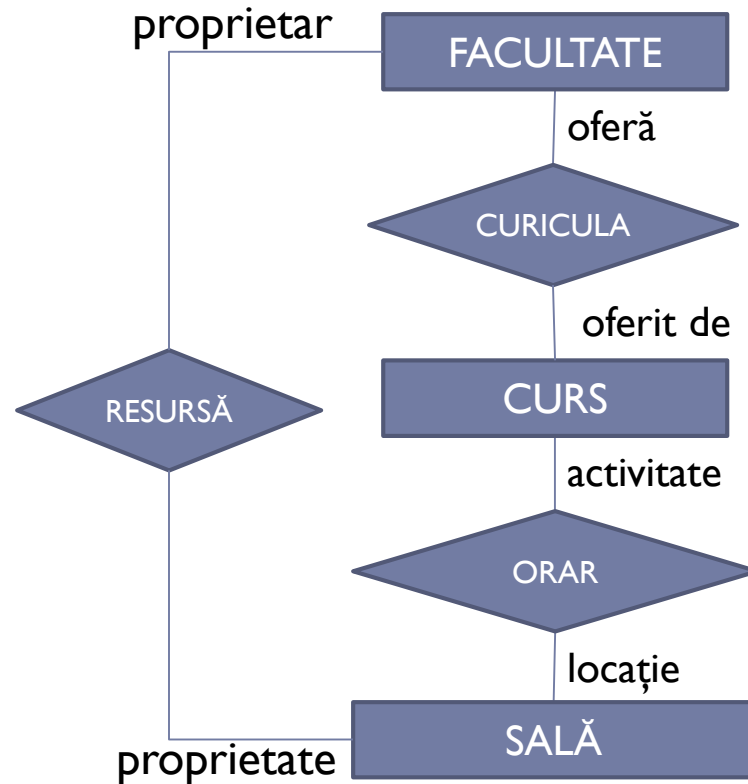 proprietar
FACULTATE
oferă
CURICULA
oferit de
RESURSĂ
CURS
activitate
ORAR
locație
SALĂ
proprietate